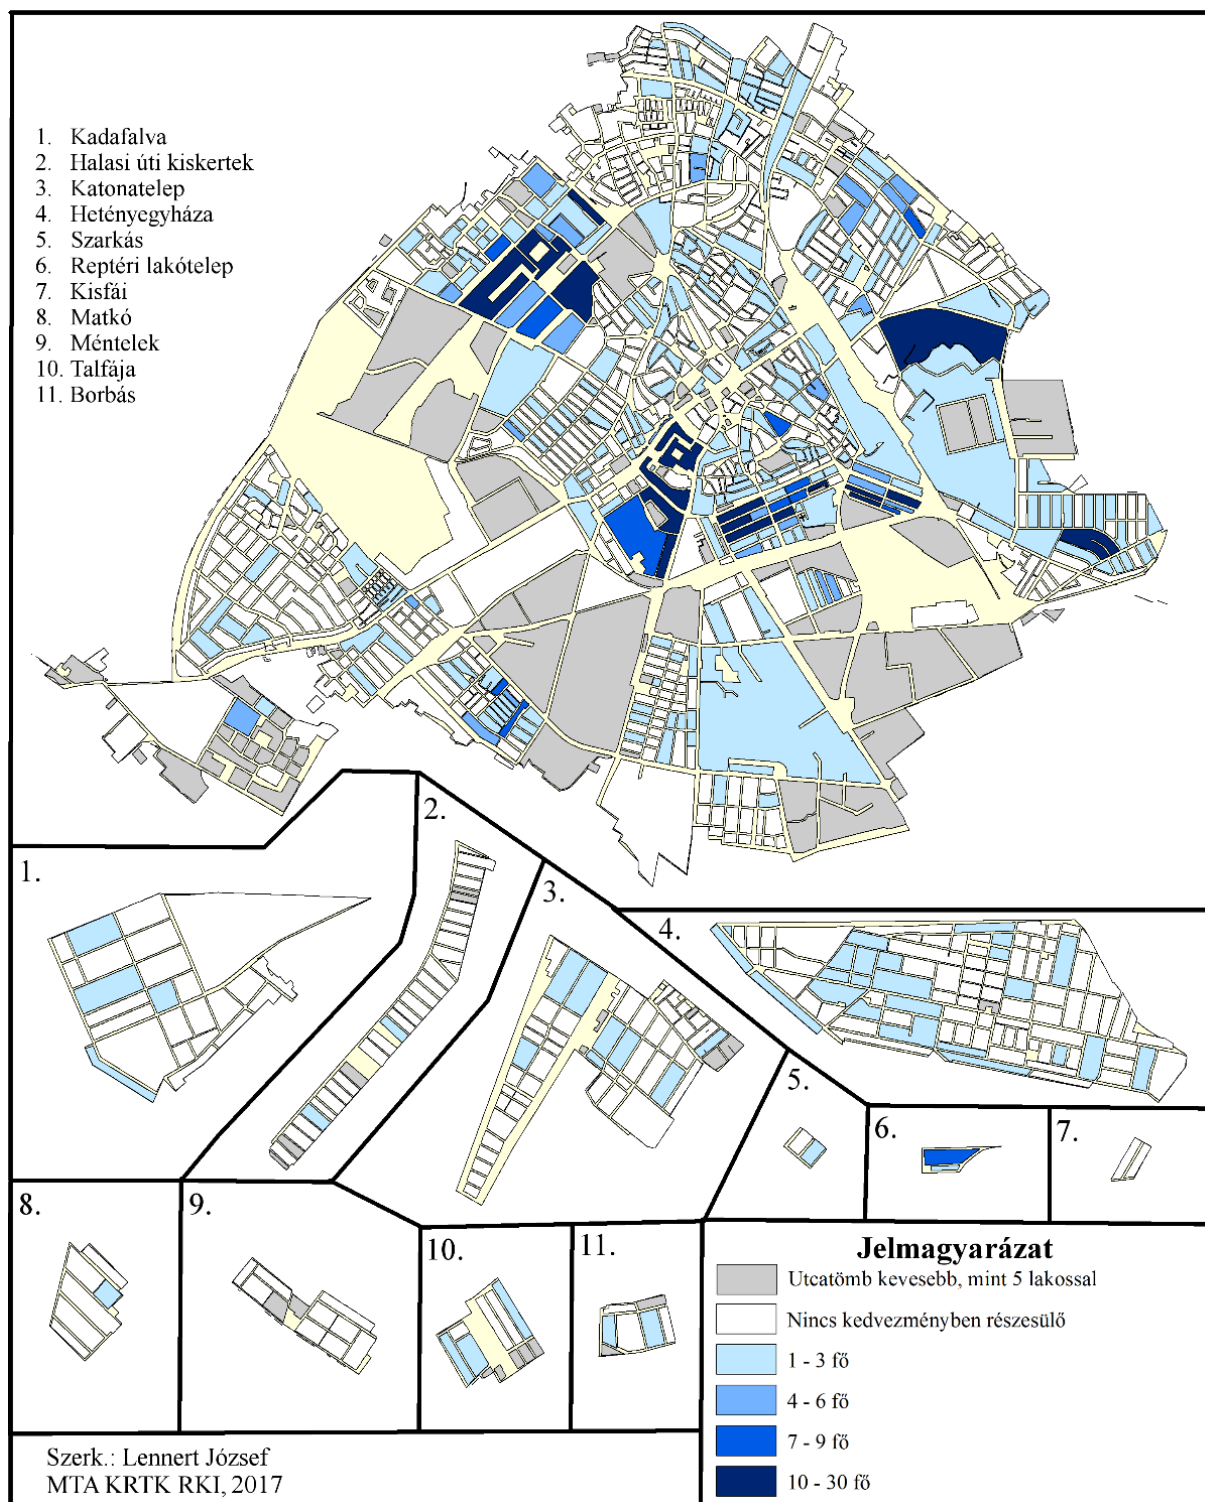 1. Kadafalva
2. Halasi úti kiskertek
3. Katonatelep
4. Hetényegyháza
5. Szarkás
6. Reptéri lakótelep
7. Kisfái
8. Matkó
9. Méntelek
10. Talfája
11. Borbás
1.
2.
3.
4.
5.
6.
7.
8.
9.
10.
11.
Jelmagyarázat
Utcatömb kevesebb, mint 5 lakossal
Nincs kedvezményben részesülő
1 - 3 fő
4 - 6 fő
7 - 9 fő
10 - 30 fő
Szerk.: Lennert József
MTA KRTK RKI, 2017